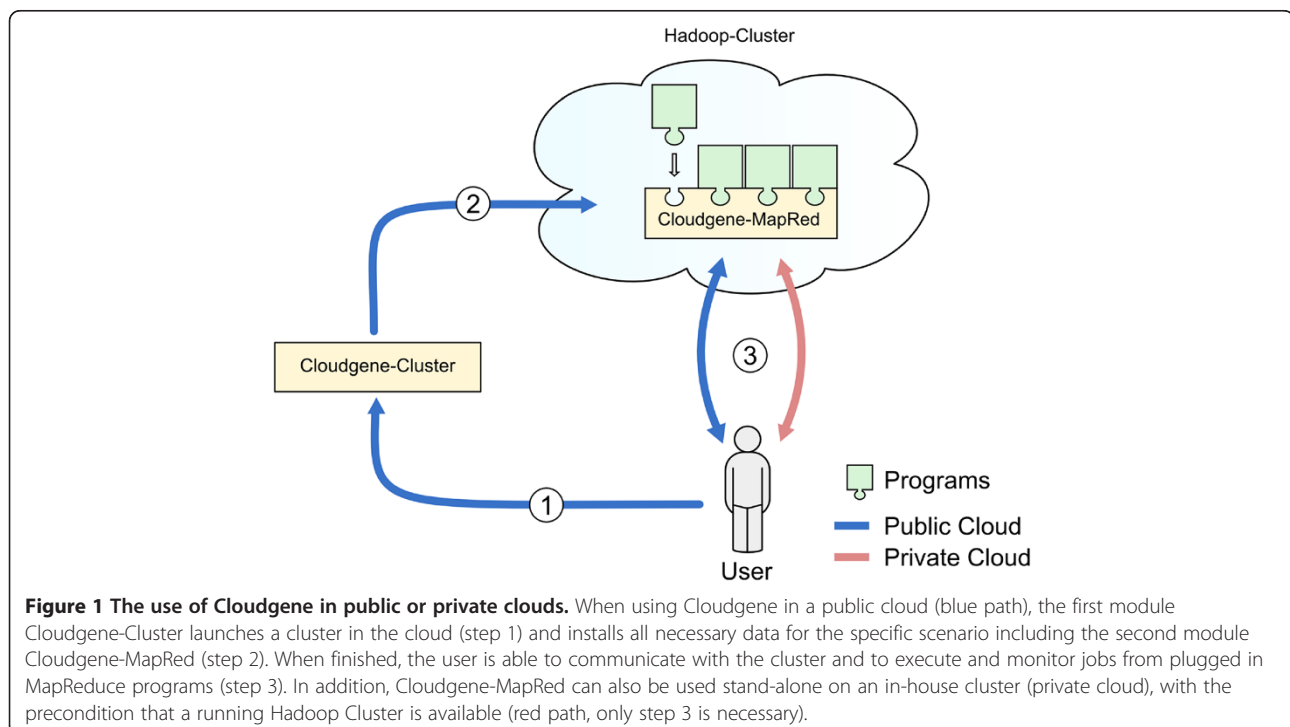 Hadoop-Cluster
2
Cloudgene-MapRed
Cloudgene-Cluster
3
1
User
Programs
Public Cloud
Private Cloud
Figure 1 The use of Cloudgene in public or private clouds. When using Cloudgene in a public cloud (blue path), the first module
Cloudgene-Cluster launches a cluster in the cloud (step 1) and installs all necessary data for the specific scenario including the second module
Cloudgene-MapRed (step 2). When finished, the user is able to communicate with the cluster and to execute and monitor jobs from plugged in
MapReduce programs (step 3). In addition, Cloudgene-MapRed can also be used stand-alone on an in-house cluster (private cloud), with the
precondition that a running Hadoop Cluster is available (red path, only step 3 is necessary).